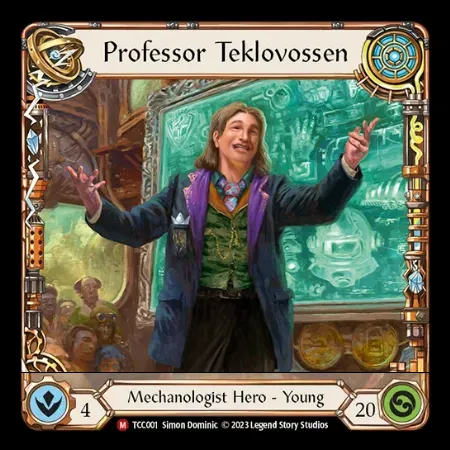 Professor Teklovossen
4
Mechanologist Hero - Young
20
M TCC001 Simon Dominic © 2023 Legend Story Studios